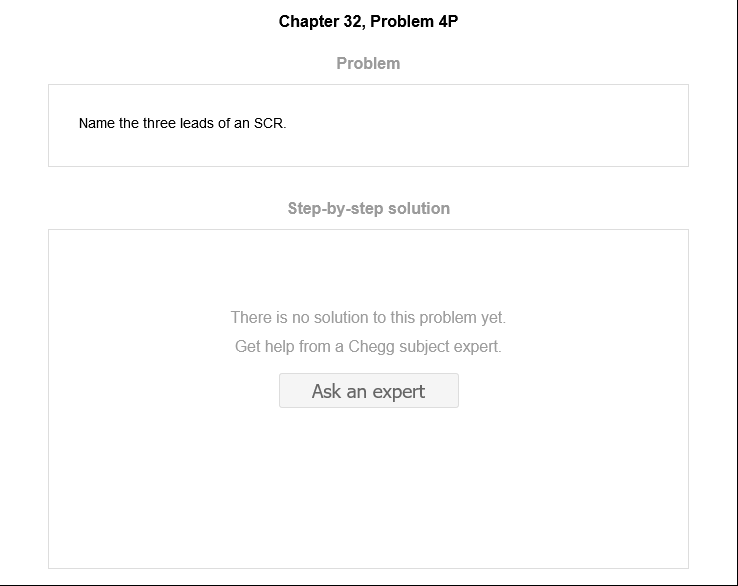 Chapter 32, Problem 4P
Problem
Name the three leads of an SCR.
Step-by-step solution
There is no solution to this problem yet.
Get help from a Chegg subject expert.
Ask an expert